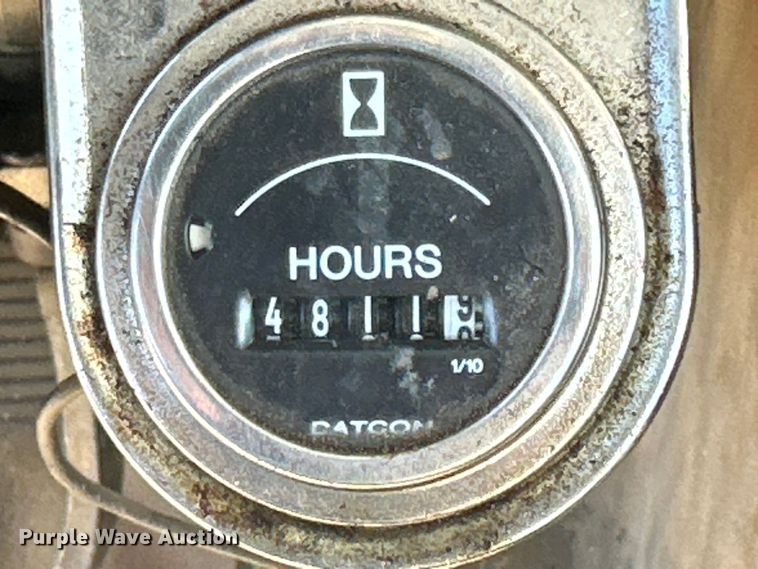 HOURS
4811
1/10
DATCON
Purple Wave Auction